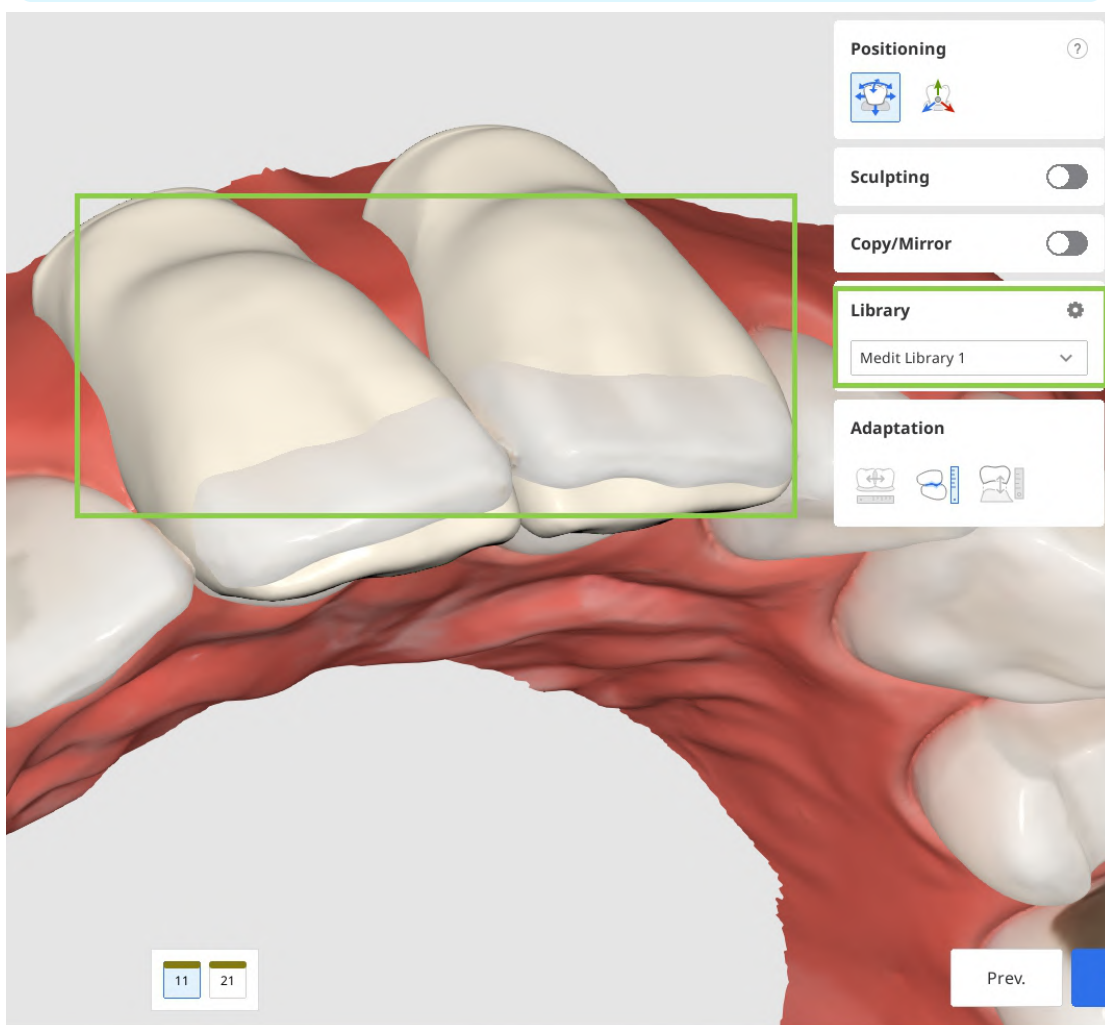 Positioning
?
Sculpting
Copy/Mirror
Library
Medit Library 1
Adaptation
11 21
Prev.